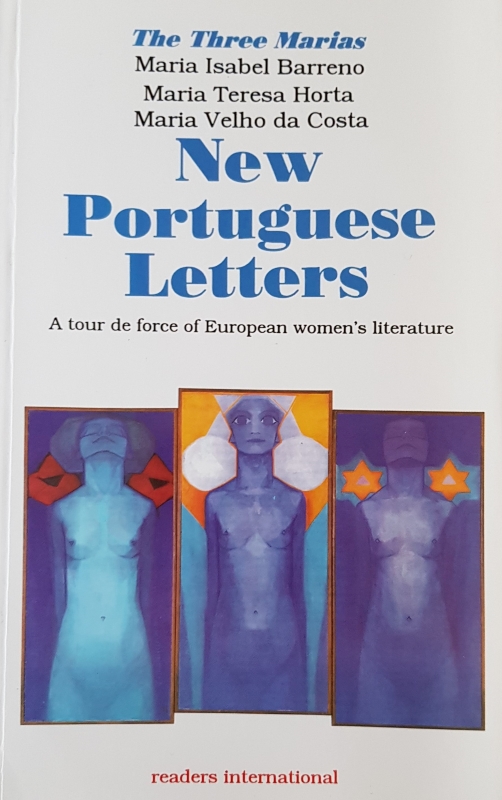 The Three Marias
Maria Isabel Barreno
Maria Teresa Horta
Maria Velho da Costa
New
Portuguese
Letters
A tour de force of European women's literature
readers international